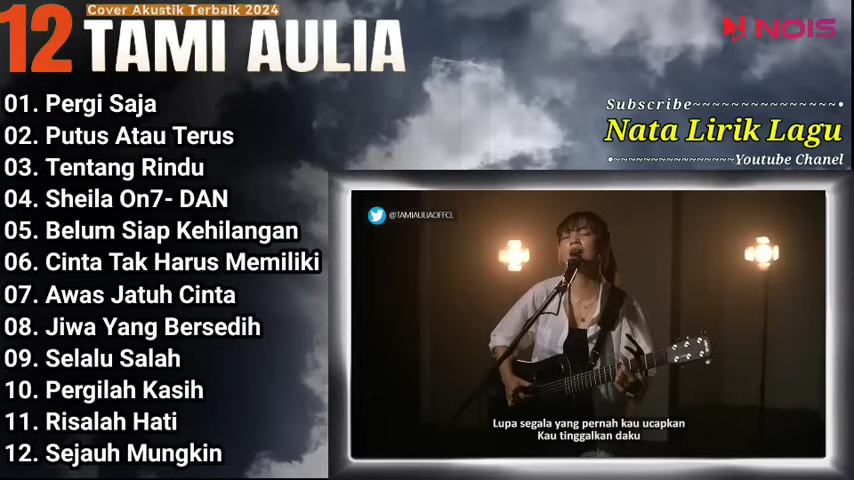 Cover Akustik Terbaik 2024
12 TAMI AULIA
NOIS
01. Pergi Saja
02. Putus Atau Terus
03. Tentang Rindu
04. Sheila On7- DAN
05. Belum Siap Kehilangan
06. Cinta Tak Harus Memiliki
07. Awas Jatuh Cinta
08. Jiwa Yang Bersedih
09. Selalu Salah
10. Pergilah Kasih
11. Risalah Hati
12. Sejauh Mungkin
Subscribe~~~~~~~~~~~~~~~•
Nata Lirik Lagu
•~~~~~~~~~~~~~~~~Youtube Chanel
@TAMIAULIAOFFCL
Lupa segala yang pernah kau ucapkan
Kau tinggalkan daku